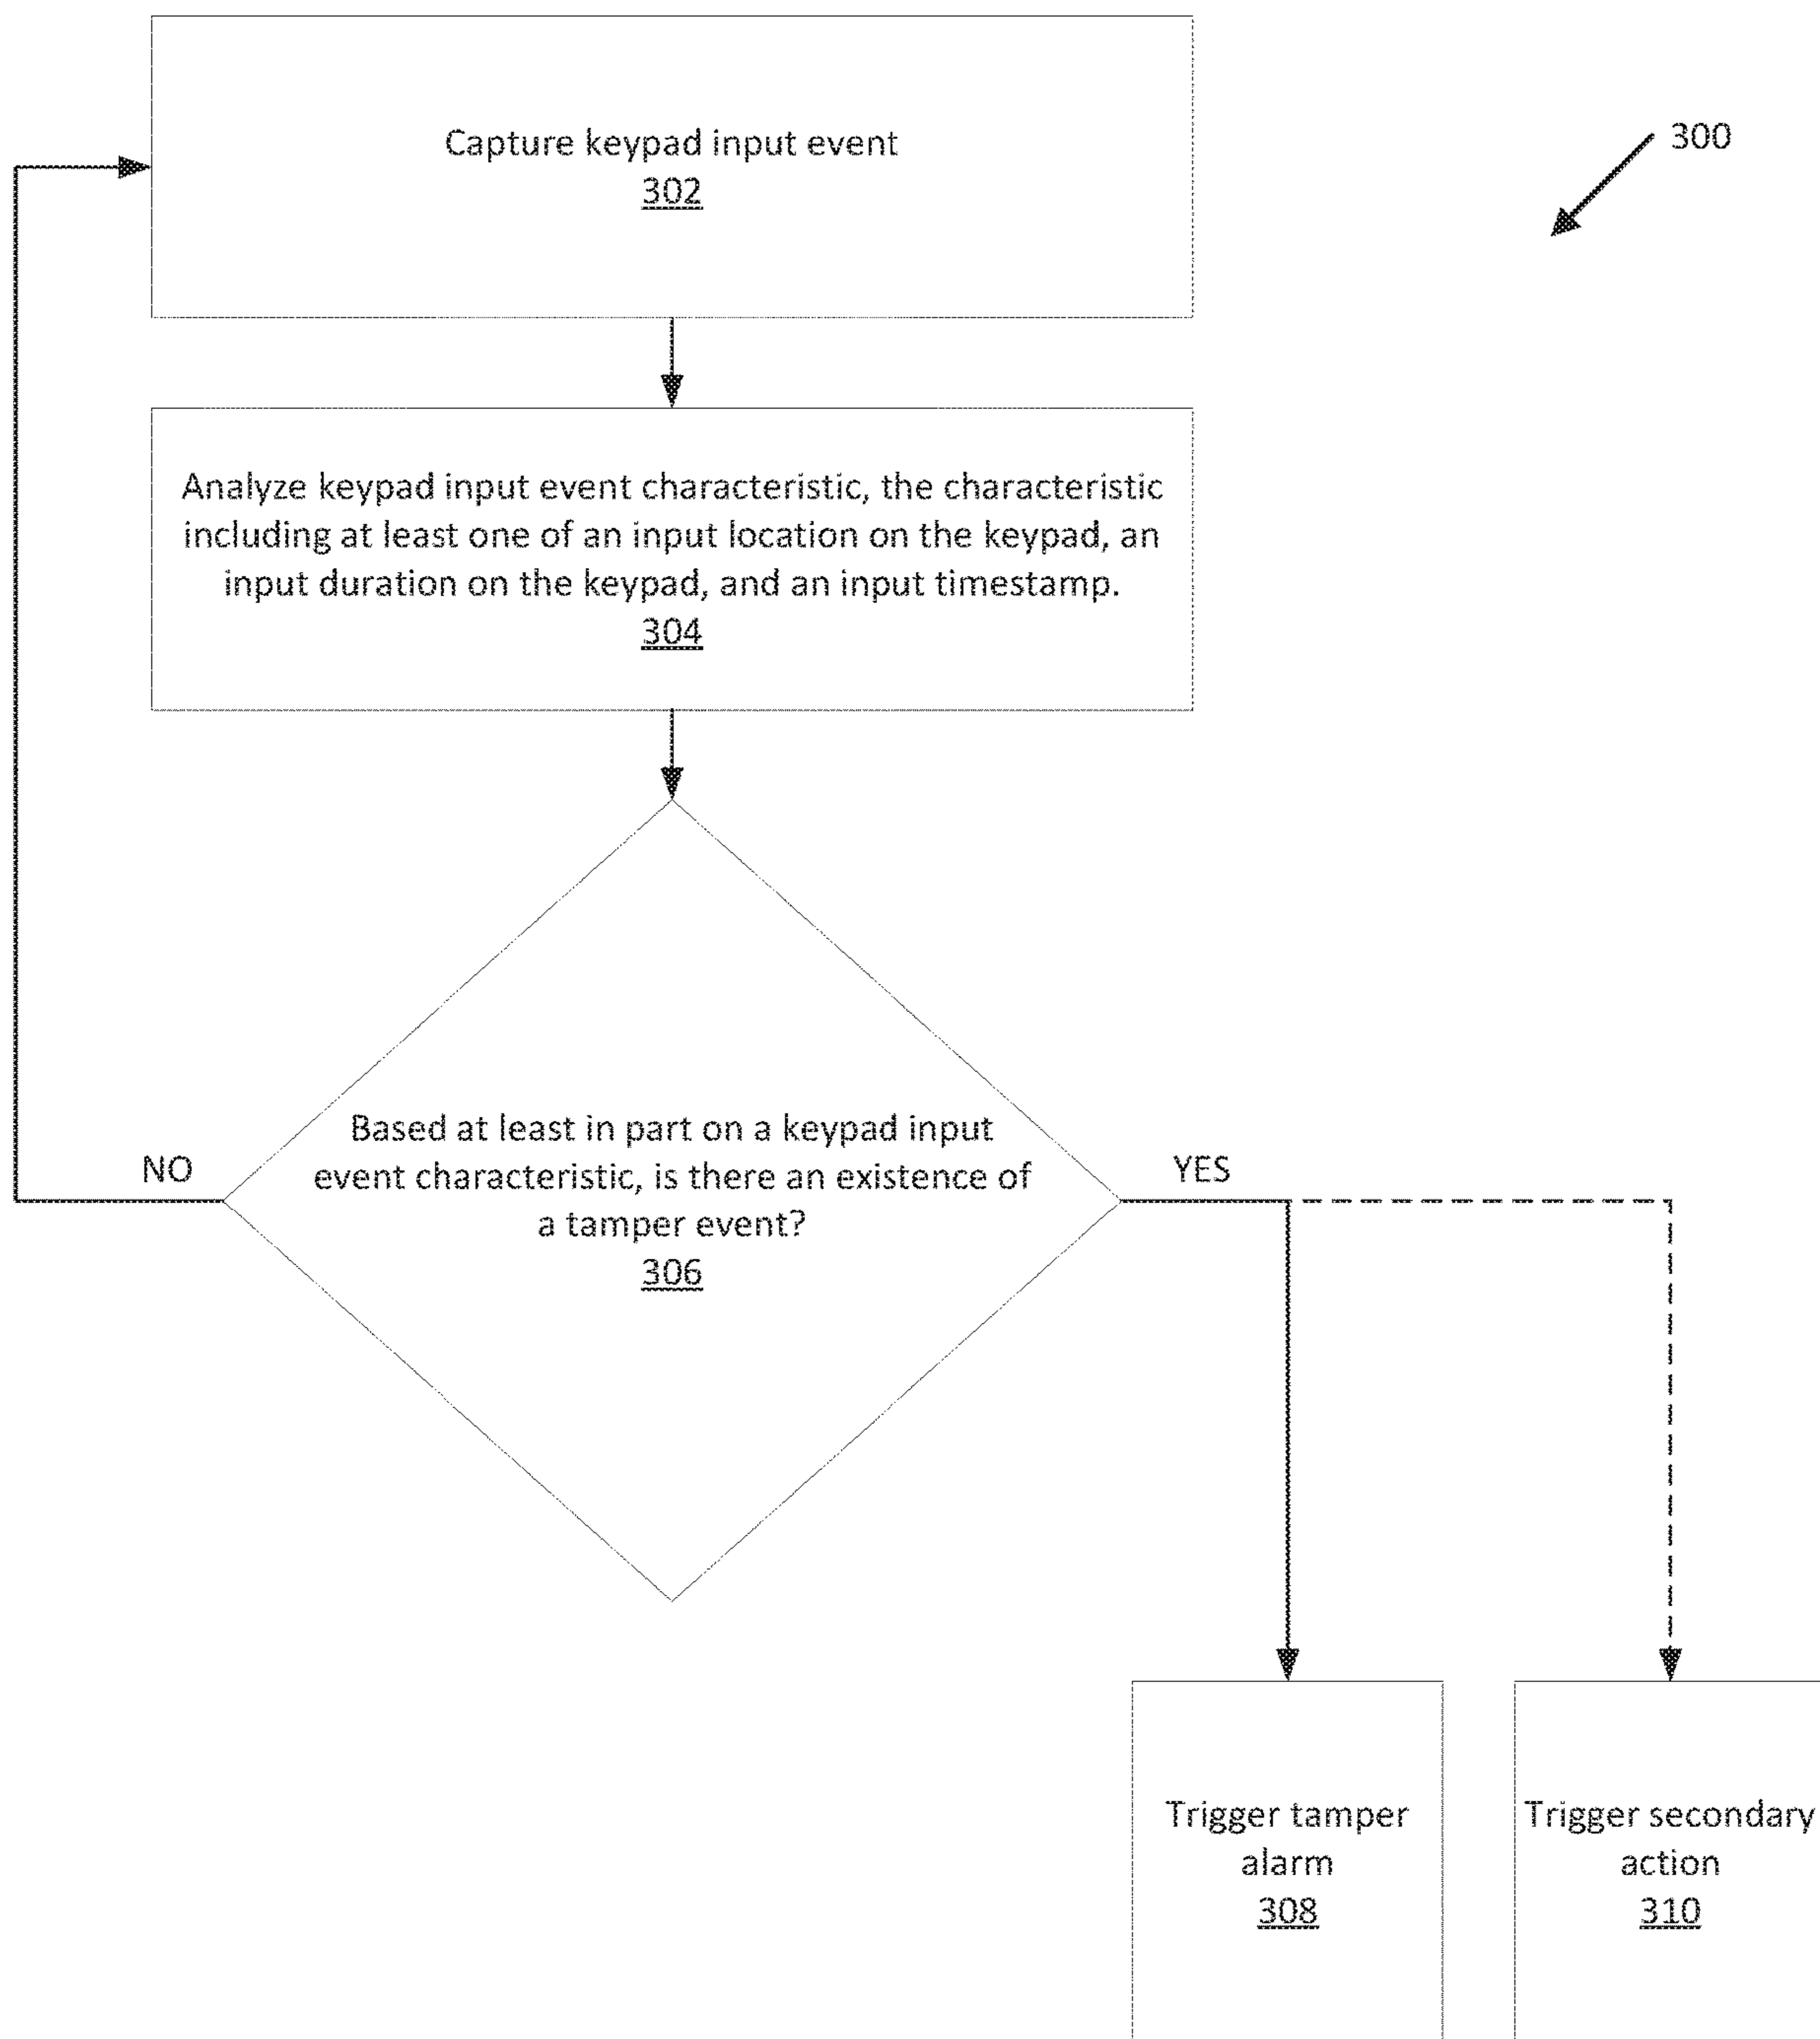 Capture keypad input event
302
300
Analyze keypad input event characteristic, the characteristic
including at least one of an input location on the keypad, an
input duration on the keypad, and an input timestamp.
304
Based at least in part on a keypad input
event characteristic, is there an existence of
a tamper event?
306
NO
YES
Trigger tamper
alarm
308
Trigger secondary
action
310